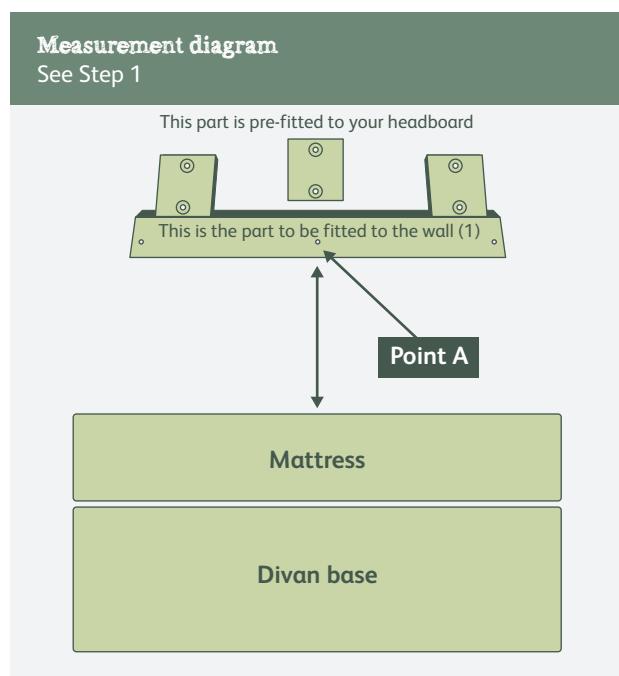 Measurement diagram
See Step 1
This part is pre-fitted to your headboard
This is the part to be fitted to the wall (1)
Point A
Mattress
Divan base